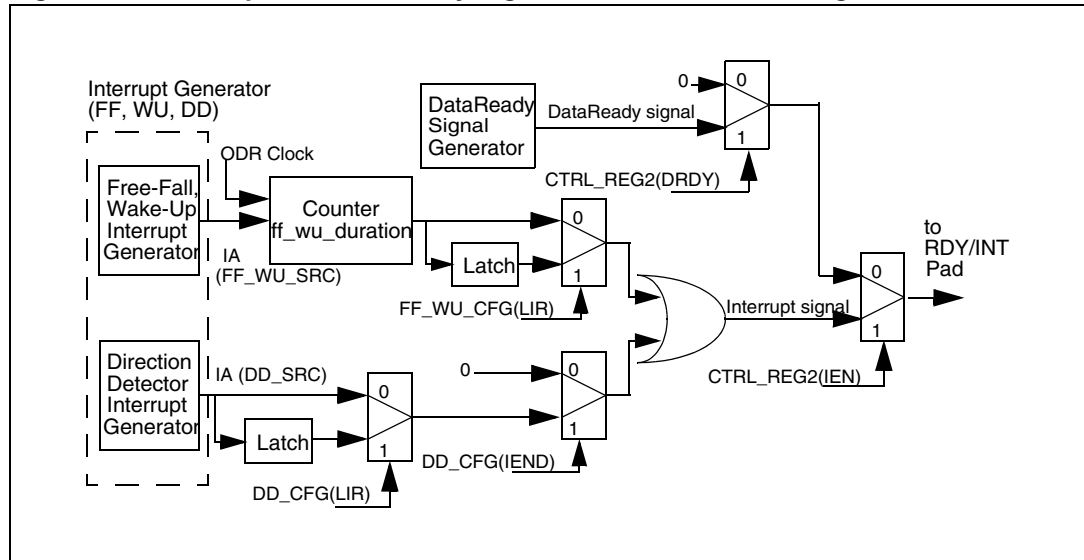 Interrupt Generator
(FF, WU, DD)
ODR Clock
Free-Fall,
Wake-Up
Interrupt
Generator
IA
(FF_WU_SRC)
Counter
ff_wu_duration
Latch
0
1
FF_WU_CFG(LIR)
DataReady
Signal
Generator
DataReady signal
0
0
1
CTRL_REG2(DRDY)
Direction
Detector
Interrupt
Generator
IA (DD_SRC)
Latch
0
1
DD_CFG(LIR)
0
0
1
DD_CFG(IEND)
Interrupt signal
0
1
CTRL_REG2(IEN)
to
RDY/INT
Pad